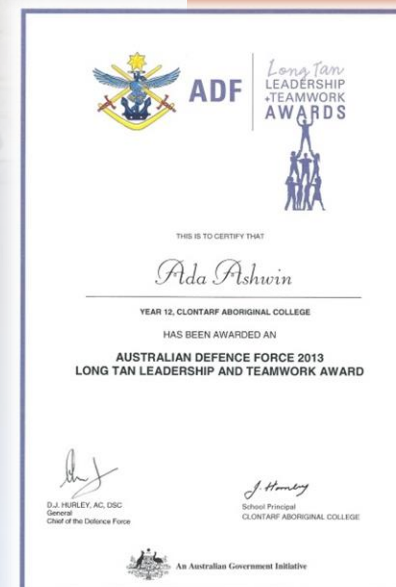 ADF
Long Tan
LEADERSHIP
+TEAMWORK
AWARDS
THIS IS TO CERTIFY THAT
Ada Ashwin
YEAR 12, CLONTARF ABORIGINAL COLLEGE
HAS BEEN AWARDED AN
AUSTRALIAN DEFENCE FORCE 2013
LONG TAN LEADERSHIP AND TEAMWORK AWARD
D.J. HURLEY, AC, DSC
General
Chief of the Defence Force
School Principal
CLONTARF ABORIGINAL COLLEGE
An Australian Government Initiative